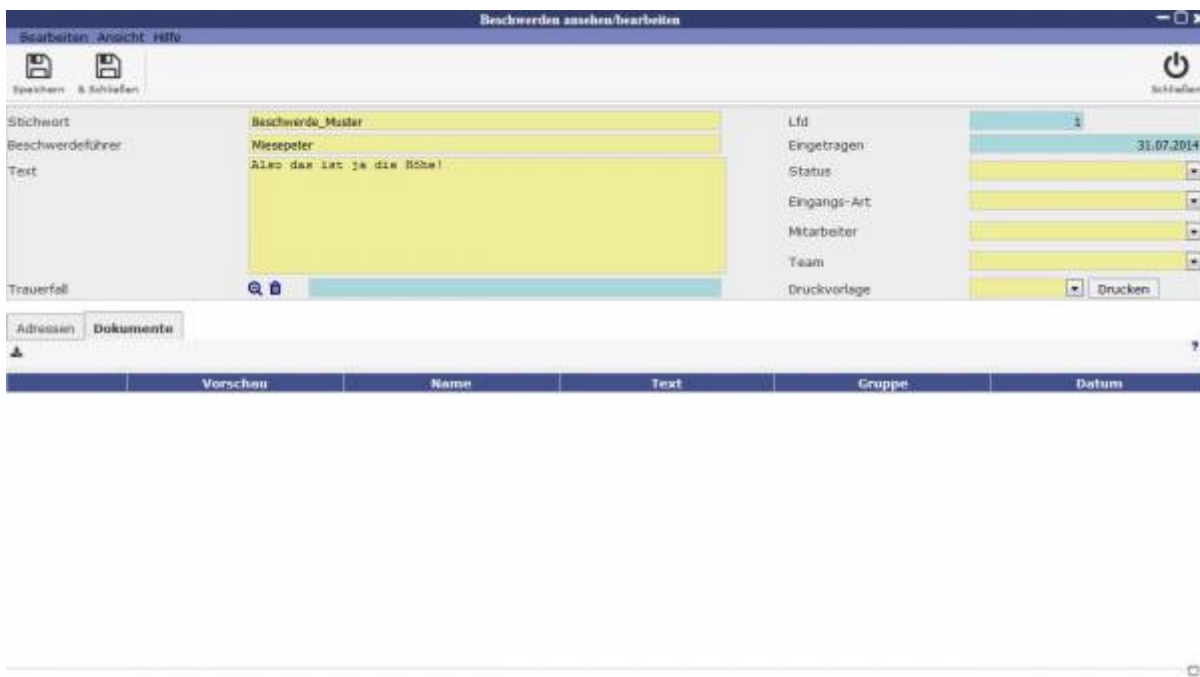 Beschwerden ansehen/bearbeiten
Bearbeiten Ansicht Hilfe
Speichern & Schließen Schließen
Stichwort Beschwerde_Muster Lfd 1
Beschwerdeführer Miesepeter Eingetragen 31.07.2014
Text Also das ist ja die Höhe! Status
Eingangs-Art
Mitarbeiter
Team
Trauerfall Druckvorlage Drucken
Adressen Dokumente
?
Vorschau Name Text Gruppe Datum